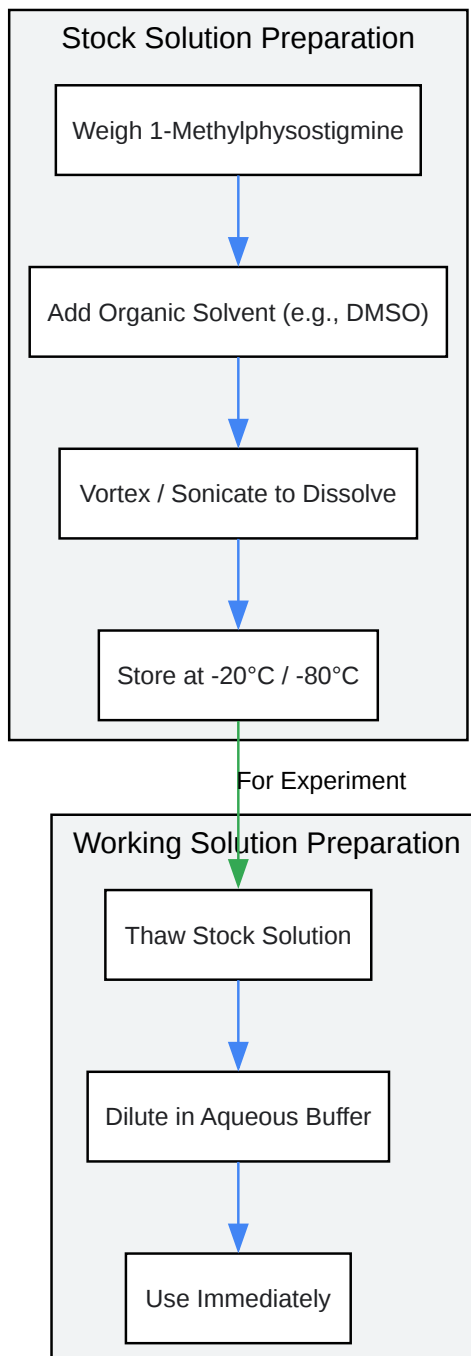 Stock Solution Preparation
Weigh 1-Methylphysostigmine
Add Organic Solvent (e.g., DMSO)
Vortex / Sonicate to Dissolve
Store at -20°C / -80°C
For Experiment
Working Solution Preparation
Thaw Stock Solution
Dilute in Aqueous Buffer
Use Immediately